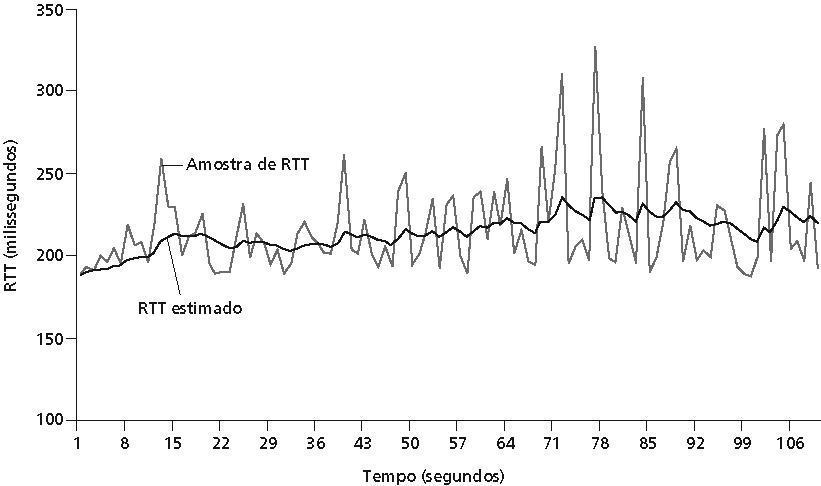 350
300
250
200
150
100
RTT (milissegundos)
Amostra de RTT
RTT estimado
1 8 15 22 29 36 43 50 57 64 71 78 85 92 99 106
Tempo (segundos)